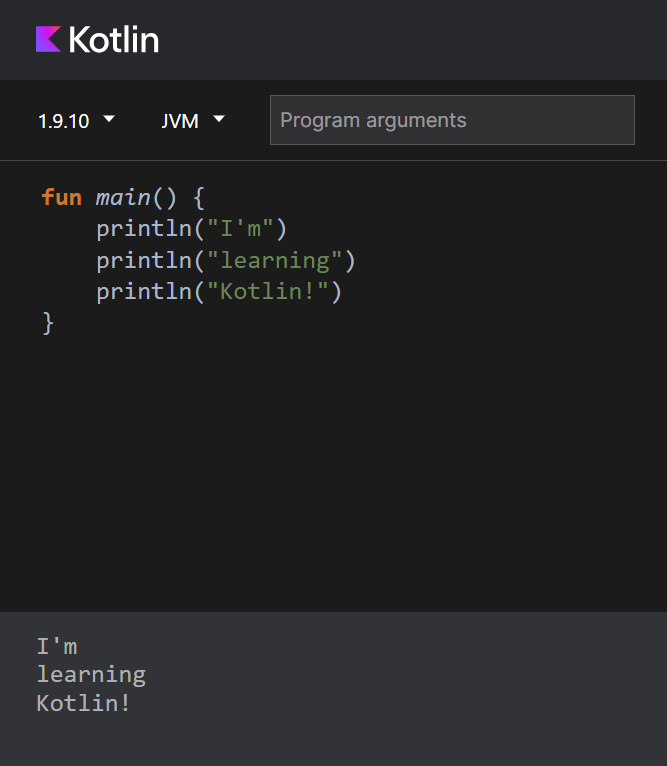 Kotlin
1.9.10 JVM Program arguments
fun main() {
    println("I'm")
    println("learning")
    println("Kotlin!")
}
I'm
learning
Kotlin!